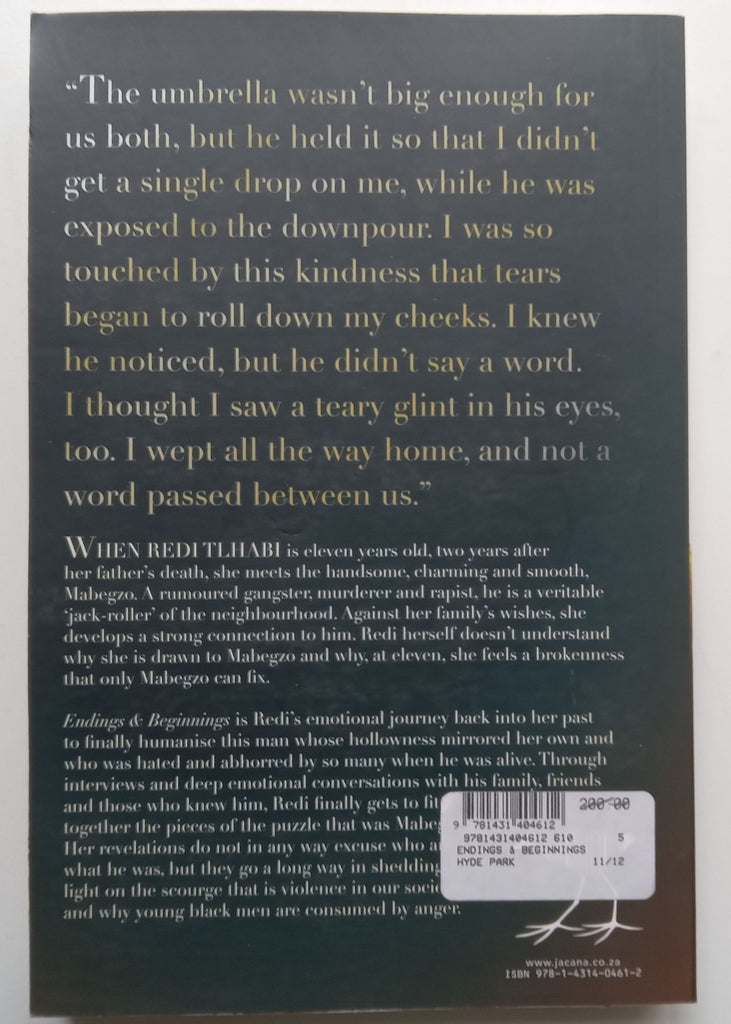 “The umbrella wasn’t big enough for
us both, but he held it so that I didn’t
get a single drop on me, while he was
exposed to the downpour. I was so
touched by this kindness that tears
began to roll down my cheeks. I knew
he noticed, but he didn’t say a word.
I thought I saw a teary glint in his eyes,
too. I wept all the way home, and not a
word passed between us.”
WHEN REDI TLHABI is eleven years old, two years after
her father’s death, she meets the handsome, charming and smooth,
Mabegzo. A rumoured gangster, murderer and rapist, he is a veritable
‘jack-roller’ of the neighbourhood. Against her family’s wishes, she
develops a strong connection to him. Redi herself doesn’t understand
why she is drawn to Mabegzo and why, at eleven, she feels a brokenness
that only Mabegzo can fix.
Endings & Beginnings is Redi’s emotional journey back into her past
to finally humanise this man whose hollowness mirrored her own and
who was hated and abhorred by so many when he was alive. Through
interviews and deep emotional conversations with his family, friends
and those who knew him, Redi finally gets to fit
together the pieces of the puzzle that was
Her revelations do not in any way excuse who
what he was, but they go a long way in shedding
light on the scourge that is violence in our
and why young black men are consumed by anger.
200.00
9 781431 404612
9781431404612 610 5
ENDINGS & BEGINNINGS
HYDE PARK 11/12
www.jacana.co.za
ISBN 978-1-4314-0461-2